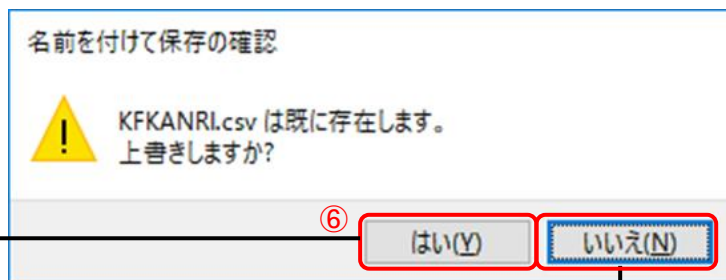 名前を付けて保存の確認
KFKANRI.csv は既に存在します。
上書きしますか?
⑥
はい(Y)
いいえ(N)